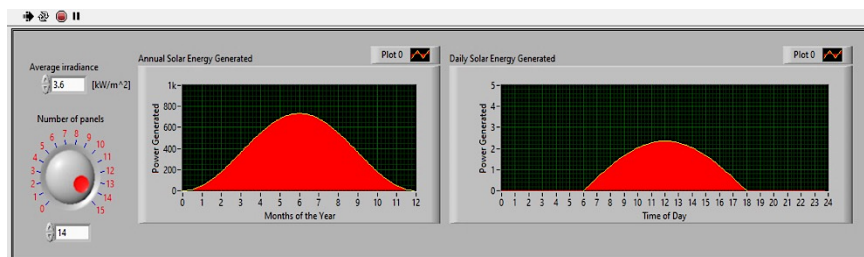 Annual Solar Energy Generated
Plot 0
Daily Solar Energy Generated
Plot 0
Average irradiance
3.6 [kW/m^2]
Number of panels
0 1 2 3 4 5 6 7 8 9 10 11 12 13 14 15
14
Power Generated
1k
800
600
400
200
0
0 1 2 3 4 5 6 7 8 9 10 11 12
Months of the Year
Power Generated
5
4
3
2
1
0
0 1 2 3 4 5 6 7 8 9 10 11 12 13 14 15 16 17 18 19 20 21 22 23 24
Time of Day